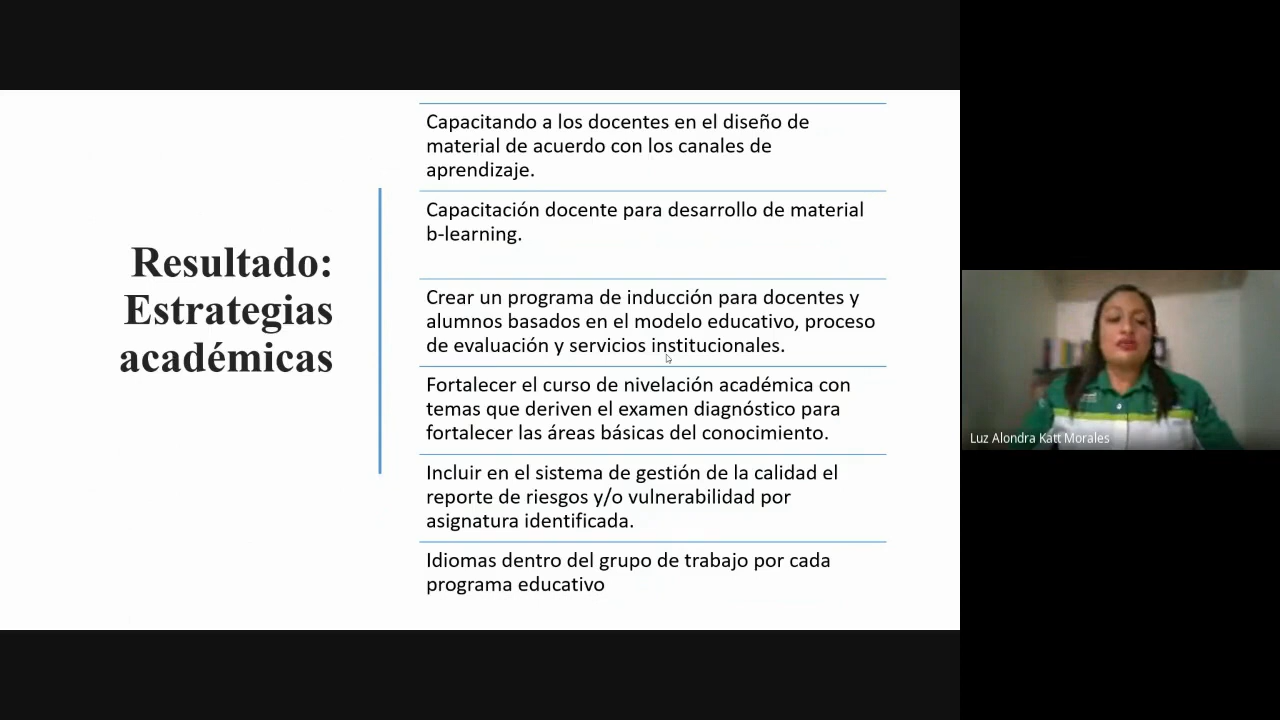 Resultado:
Estrategias
académicas
Capacitando a los docentes en el diseño de
material de acuerdo con los canales de
aprendizaje.
Capacitación docente para desarrollo de material
b-learning.
Crear un programa de inducción para docentes y
alumnos basados en el modelo educativo, proceso
de evaluación y servicios institucionales.
Fortalecer el curso de nivelación académica con
temas que deriven el examen diagnóstico para
fortalecer las áreas básicas del conocimiento.
Incluir en el sistema de gestión de la calidad el
reporte de riesgos y/o vulnerabilidad por
asignatura identificada.
Idiomas dentro del grupo de trabajo por cada
programa educativo
Luz Alondra Katt Morales